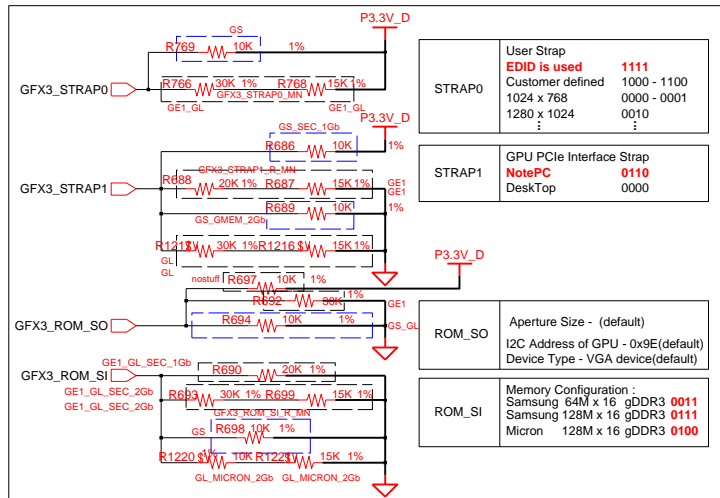 P3.3V_D
GS
R769 10K 1%
GFX3_STRAP0
R766 30K 1% R768 15K 1%
GFX3_STRAP0_MN
GE1_GL GE1_GL
P3.3V_D
GS_SEC_1Gb
R686 10K 1%
GFX3_STRAP1_R_MN
GFX3_STRAP1
R688 20K 1% R687 15K 1% GE1
GE1
R689 10K 1%
GS_GMEM_2Gb
R1217 30K 1% R1216 15K 1%
GL
GL
P3.3V_D
nostuff
R697 10K 1%
R692 30K 1% GE1
GFX3_ROM_SO
R694 10K 1% GS_GL
GFX3_ROM_SI
GE1_GL_SEC_1Gb
R690 20K 1%
GE1_GL_SEC_2Gb
GE1_GL_SEC_2Gb
R693 30K 1% R699 15K 1%
GFX3_ROM_SI_R_MN
GS
R698 10K 1%
R1220 10K 1% R1221 15K 1%
GL_MICRON_2Gb GL_MICRON_2Gb
STRAP0
User Strap
EDID is used 1111
Customer defined 1000 - 1100
1024 x 768 0000 - 0001
1280 x 1024 0010
STRAP1
GPU PCIe Interface Strap
NotePC 0110
DeskTop 0000
ROM_SO
Aperture Size - (default)
I2C Address of GPU - 0x9E(default)
Device Type - VGA device(default)
ROM_SI
Memory Configuration :
Samsung 64M x 16 gDDR3 0011
Samsung 128M x 16 gDDR3 0111
Micron 128M x 16 gDDR3 0100